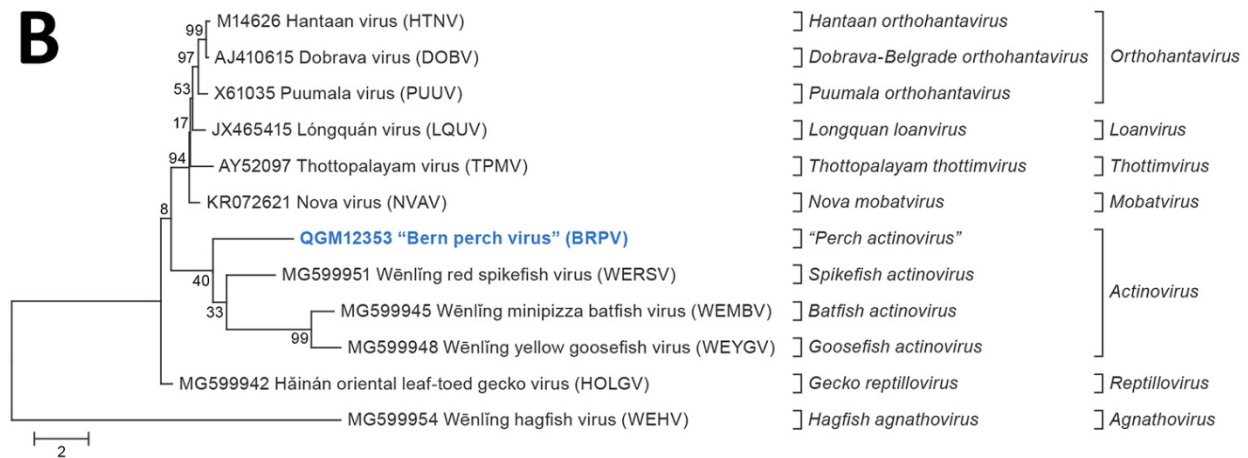 B
99
M14626 Hantaan virus (HTNV) Hantaan orthohantavirus
97
AJ410615 Dobrava virus (DOBV) Dobrava-Belgrade orthohantavirus Orthohantavirus
53
X61035 Puumala virus (PUUV) Puumala orthohantavirus
17
JX465415 Lóngquán virus (LQUV) Longquan loanvirus Loanvirus
94
AY52097 Thottopalayam virus (TPMV) Thottopalayam thottimvirus Thottimvirus
8
KR072621 Nova virus (NVAV) Nova mobatvirus Mobatvirus
QGM12353 “Bern perch virus” (BRPV) “Perch actinovirus”
40
MG599951 Wēnlǐng red spikefish virus (WERSV) Spikefish actinovirus
Actinovirus
33
MG599945 Wēnlǐng minipizza batfish virus (WEMBV) Batfish actinovirus
99
MG599948 Wēnlǐng yellow goosefish virus (WEYGV) Goosefish actinovirus
MG599942 Hǎinán oriental leaf-toed gecko virus (HOLGV) Gecko reptillovirus Reptillovirus
MG599954 Wēnlǐng hagfish virus (WEHV) Hagfish agnathovirus Agnathovirus
2